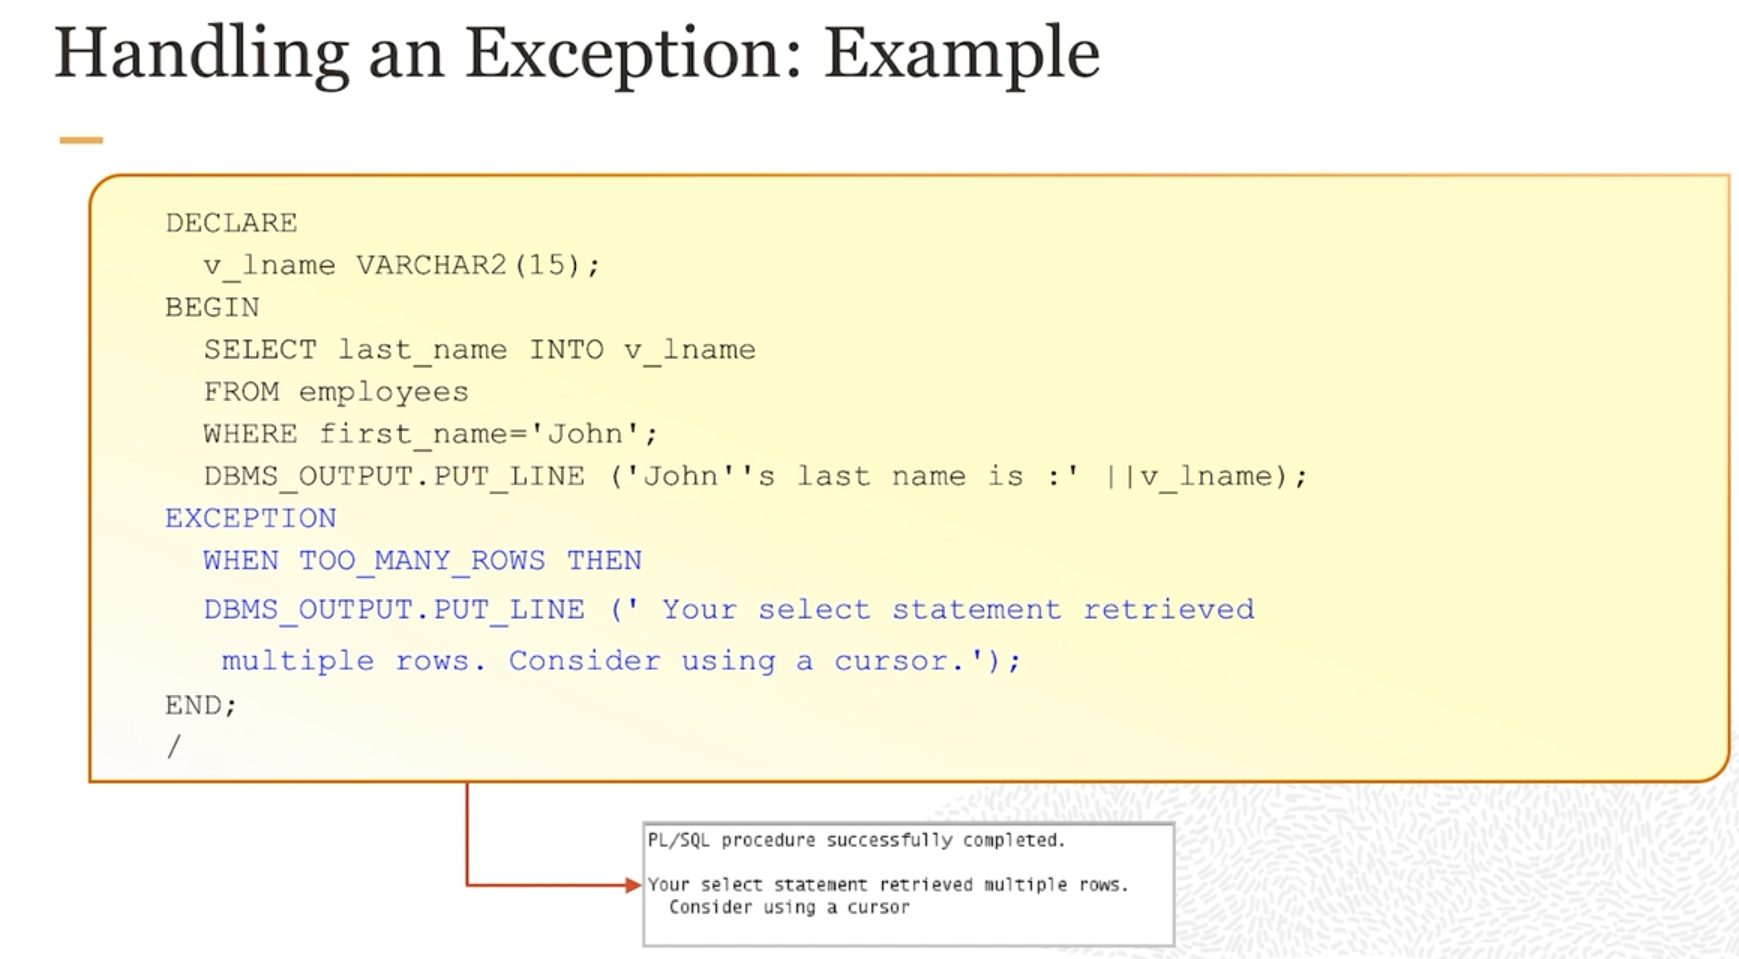 Handling an Exception: Example
DECLARE
v_lname VARCHAR2(15);
BEGIN
SELECT last_name INTO v_lname
FROM employees
WHERE first_name='John';
DBMS_OUTPUT.PUT_LINE ('John''s last name is :' ||v_lname);
EXCEPTION
WHEN TOO_MANY_ROWS THEN
DBMS_OUTPUT.PUT_LINE (' Your select statement retrieved
multiple rows. Consider using a cursor.');
END;
/
PL/SQL procedure successfully completed.
Your select statement retrieved multiple rows.
Consider using a cursor